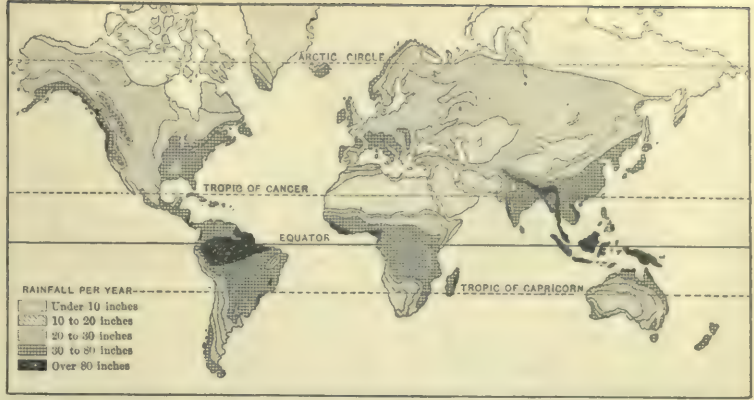 ARCTIC CIRCLE
TROPIC OF CANCER
EQUATOR
RAINFALL PER YEAR
TROPIC OF CAPRICORN
Under 10 inches
10 to 20 inches
20 to 30 inches
30 to 80 inches
Over 80 inches